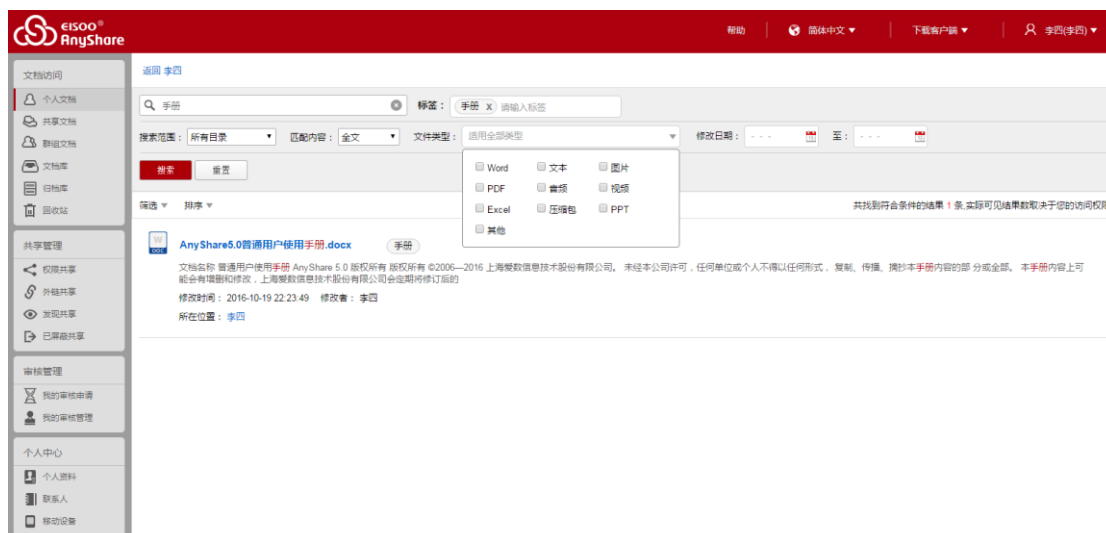 EISOO®
AnyShare
帮助 简体中文 下载客户端 李四(李四)
文档访问
个人文档
共享文档
群组文档
文档库
归档库
回收站
共享管理
权限共享
外链共享
发现共享
已屏蔽共享
审核管理
我的审核申请
我的审核管理
个人中心
个人资料
联系人
移动设备
返回 李四
手册 标签： 手册 x 请输入标签
搜索范围： 所有目录 匹配内容： 全文 文件类型： 适用全部类型 修改日期： - - - 至： - - -
搜索 重置
Word 文本 图片
PDF 音频 视频
Excel 压缩包 PPT
其他
筛选 排序 共找到符合条件的结果 1 条,实际可见结果数取决于您的访问权限
W
DOC
AnyShare5.0普通用户使用手册.docx 手册
文档名称 普通用户使用手册 AnyShare 5.0 版权所有 版权所有 ©2006—2016 上海爱数信息技术股份有限公司。 未经本公司许可，任何单位或个人不得以任何形式， 复制、传播、摘抄本手册内容的部 分或全部。 本手册内容上可
能会有增删和修改，上海爱数信息技术股份有限公司会定期将修订后的
修改时间： 2016-10-19 22:23:49 修改者： 李四
所在位置： 李四